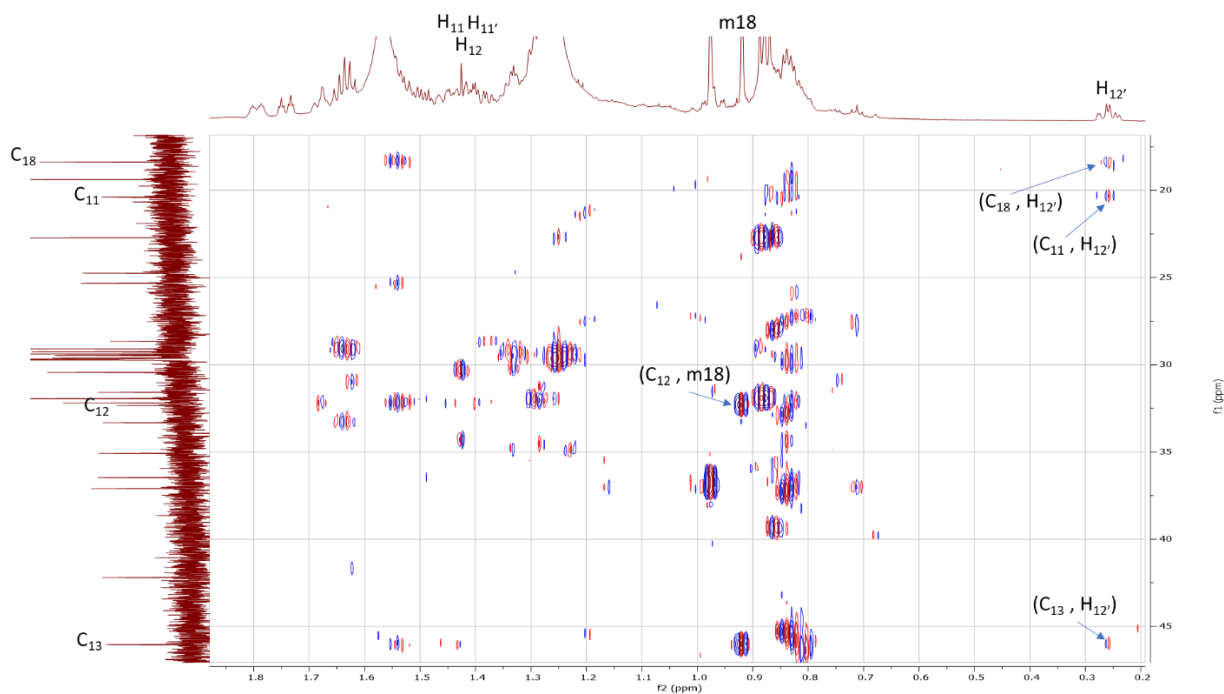 H₁₁ H₁₁'
H₁₂
m18
H₁₂'
C₁₈
C₁₁
C₁₂
C₁₃
(C₁₈ , H₁₂')
(C₁₁ , H₁₂')
(C₁₂ , m18)
(C₁₃ , H₁₂')
20
25
30
35
40
45
f1 (ppm)
1.8 1.7 1.6 1.5 1.4 1.3 1.2 1.1 1.0 0.9 0.8 0.7 0.6 0.5 0.4 0.3 0.2
f2 (ppm)